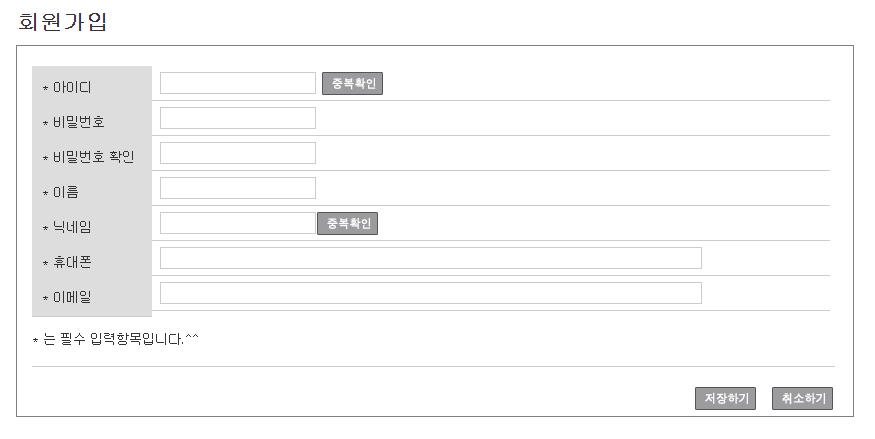 회원가입
* 아이디 중복확인
* 비밀번호
* 비밀번호 확인
* 이름
* 닉네임 중복확인
* 휴대폰
* 이메일
* 는 필수 입력항목입니다.^^
저장하기 취소하기